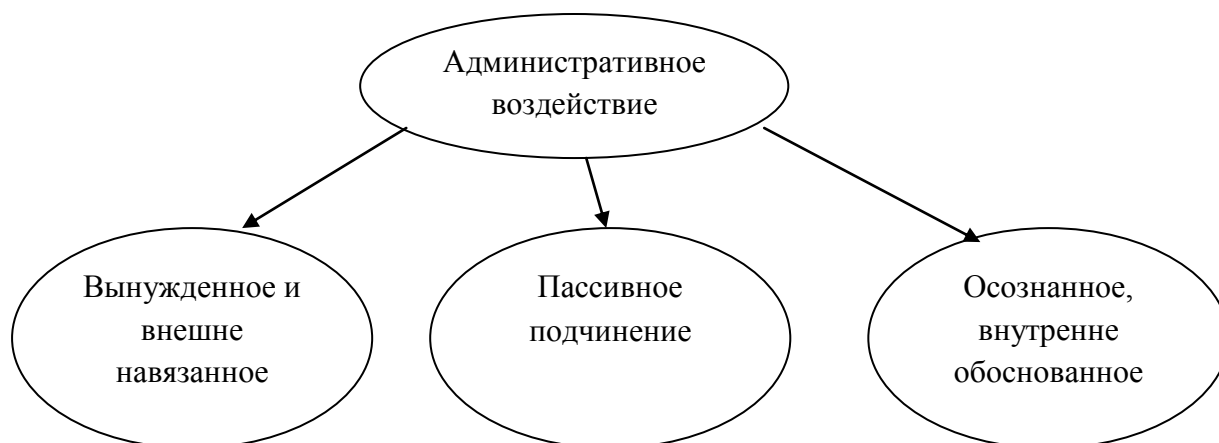 Административное
воздействие
Вынужденное и
внешне
навязанное
Пассивное
подчинение
Осознанное,
внутренне
обоснованное